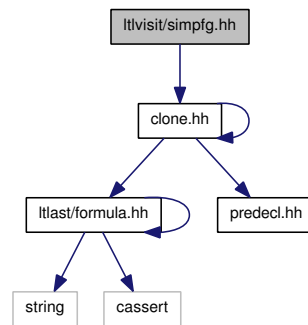 ltlvisit/simpfg.hh
clone.hh
ltlast/formula.hh
predecl.hh
string
cassert